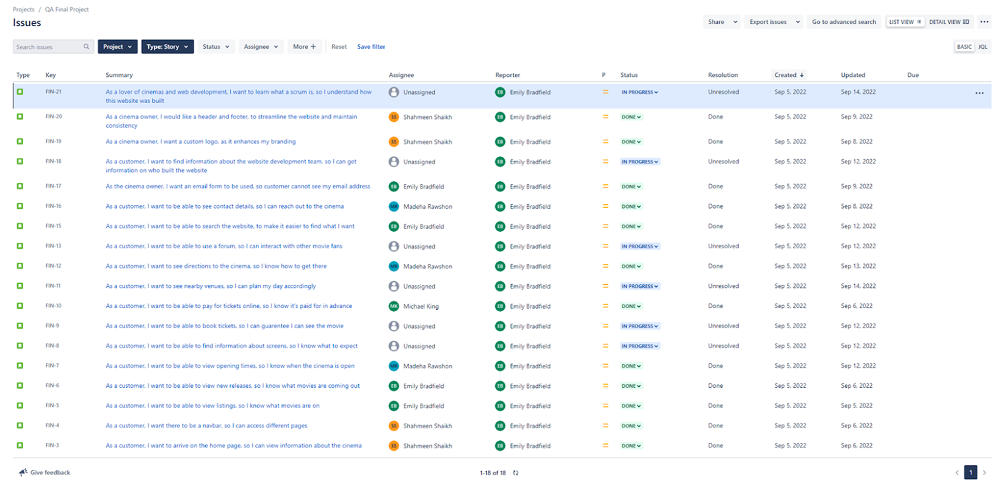 Projects / QA Final Project
Issues
Share Export issues Go to advanced search LIST VIEW DETAIL VIEW
Search issues Project Type: Story Status Assignee More + Reset Save filter BASIC JQL
Type Key Summary Assignee Reporter P Status Resolution Created ↓ Updated Due
FIN-21 As a lover of cinemas and web development, I want to learn what a scrum is, so I understand how Unassigned EB Emily Bradfield IN PROGRESS Unresolved Sep 5, 2022 Sep 14, 2022
this website was built
FIN-20 As a cinema owner, I would like a header and footer, to streamline the website and maintain SS Shahmeen Shaikh EB Emily Bradfield DONE Done Sep 5, 2022 Sep 9, 2022
consistency
FIN-19 As a cinema owner, I want a custom logo, as it enhances my branding SS Shahmeen Shaikh EB Emily Bradfield DONE Done Sep 5, 2022 Sep 8, 2022
FIN-18 As a customer, I want to find information about the website development team, so I can get Unassigned EB Emily Bradfield IN PROGRESS Unresolved Sep 5, 2022 Sep 12, 2022
information on who built the website
FIN-17 As the cinema owner, I want an email form to be used, so customer cannot see my email address EB Emily Bradfield EB Emily Bradfield DONE Done Sep 5, 2022 Sep 9, 2022
FIN-16 As a customer, I want to be able to see contact details, so I can reach out to the cinema MR Madeha Rawshon EB Emily Bradfield DONE Done Sep 5, 2022 Sep 8, 2022
FIN-15 As a customer, I want to be able to search the website, to make it easier to find what I want EB Emily Bradfield EB Emily Bradfield DONE Done Sep 5, 2022 Sep 12, 2022
FIN-13 As a customer, I want to be able to use a forum, so I can interact with other movie fans Unassigned EB Emily Bradfield IN PROGRESS Unresolved Sep 5, 2022 Sep 12, 2022
FIN-12 As a customer, I want to see directions to the cinema, so I know how to get there MR Madeha Rawshon EB Emily Bradfield DONE Done Sep 5, 2022 Sep 13, 2022
FIN-11 As a customer, I want to see nearby venues, so I can plan my day accordingly Unassigned EB Emily Bradfield IN PROGRESS Unresolved Sep 5, 2022 Sep 14, 2022
FIN-10 As a customer, I want to be able to pay for tickets online, so I know it's paid for in advance MK Michael King EB Emily Bradfield DONE Done Sep 5, 2022 Sep 6, 2022
FIN-9 As a customer, I want to be able to book tickets, so I can guarentee I can see the movie Unassigned EB Emily Bradfield IN PROGRESS Unresolved Sep 5, 2022 Sep 12, 2022
FIN-8 As a customer, I want to be able to find information about screens, so I know what to expect Unassigned EB Emily Bradfield IN PROGRESS Unresolved Sep 5, 2022 Sep 12, 2022
FIN-7 As a customer, I want to be able to view opening times, so I know when the cinema is open MR Madeha Rawshon EB Emily Bradfield DONE Done Sep 5, 2022 Sep 12, 2022
FIN-6 As a customer, I want to be able to view new releases, so I know what movies are coming out EB Emily Bradfield EB Emily Bradfield DONE Done Sep 5, 2022 Sep 6, 2022
FIN-5 As a customer, I want to be able to view listings, so I know what movies are on EB Emily Bradfield EB Emily Bradfield DONE Done Sep 5, 2022 Sep 6, 2022
FIN-4 As a customer, I want there to be a navbar, so I can access different pages SS Shahmeen Shaikh EB Emily Bradfield DONE Done Sep 5, 2022 Sep 6, 2022
FIN-3 As a customer, I want to arrive on the home page, so I can view information about the cinema SS Shahmeen Shaikh EB Emily Bradfield DONE Done Sep 5, 2022 Sep 6, 2022
Give feedback 1-18 of 18 1